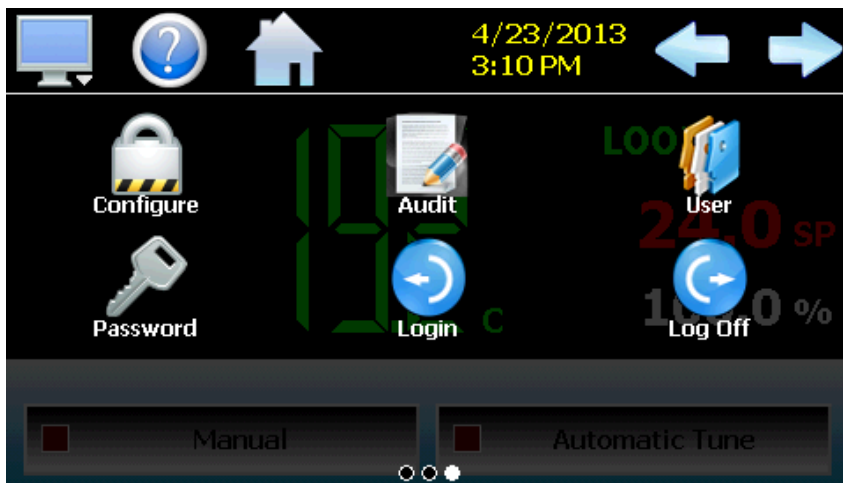 4/23/2013
3:10 PM
LOO
Configure
Audit
User
24.0 SP
Password
Login
C
Log Off
%
Manual
Automatic Tune